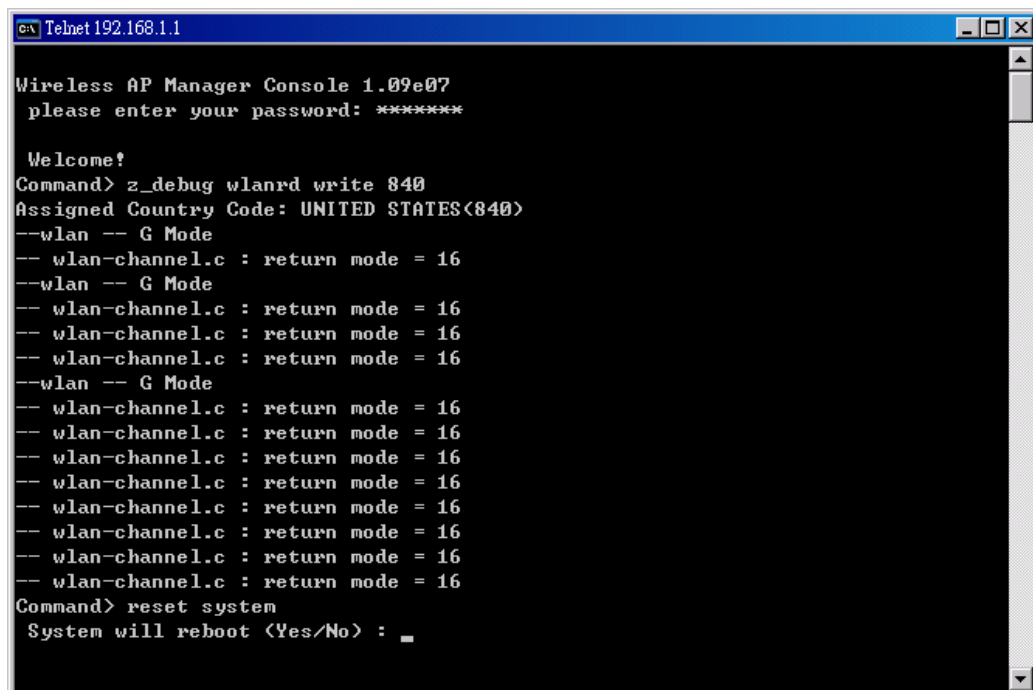 Telnet 192.168.1.1
Wireless AP Manager Console 1.09e07
please enter your password: *******
Welcome!
Command> z_debug wlanrd write 840
Assigned Country Code: UNITED STATES(840)
--wlan -- G Mode
-- wlan-channel.c : return mode = 16
--wlan -- G Mode
-- wlan-channel.c : return mode = 16
-- wlan-channel.c : return mode = 16
-- wlan-channel.c : return mode = 16
--wlan -- G Mode
-- wlan-channel.c : return mode = 16
-- wlan-channel.c : return mode = 16
-- wlan-channel.c : return mode = 16
-- wlan-channel.c : return mode = 16
-- wlan-channel.c : return mode = 16
-- wlan-channel.c : return mode = 16
-- wlan-channel.c : return mode = 16
-- wlan-channel.c : return mode = 16
Command> reset system
System will reboot (Yes/No) : _